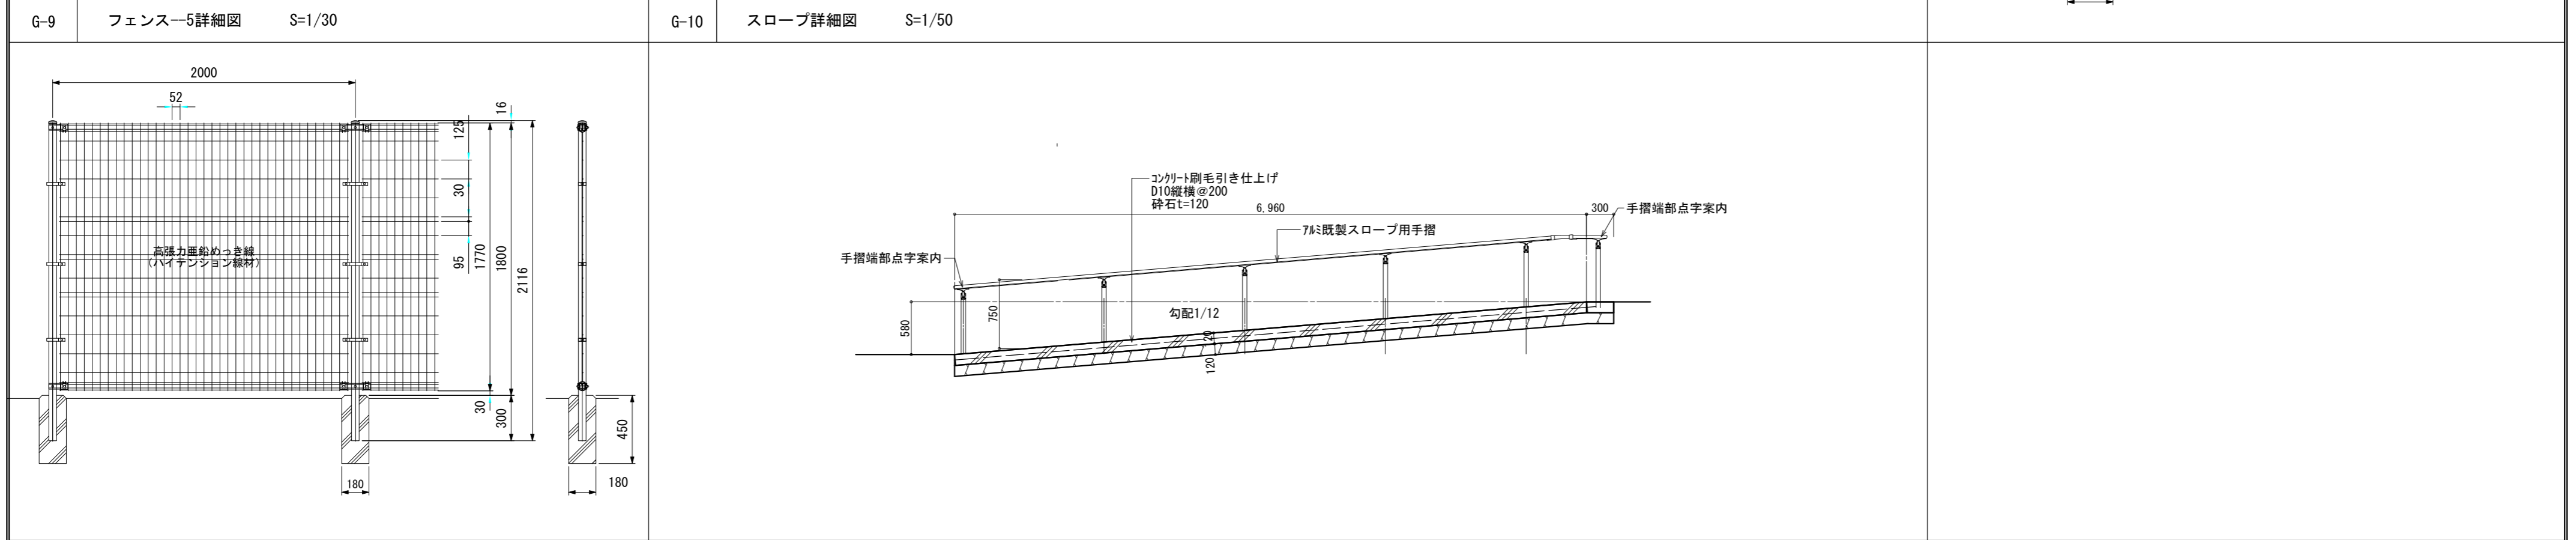 G-9 フェンス--5詳細図 S=1/30
2000
52
16
125
30
95
1770
1800
2116
高張力亜鉛めっき線
(ハイテンション線材)
30
300
450
180
180
G-10 スロープ詳細図 S=1/50
コンクリート刷毛引き仕上げ
D10縦横@200
砕石t=120
6,960
300
手摺端部点字案内
アルミ既製スロープ用手摺
手摺端部点字案内
580
750
勾配1/12
120
120